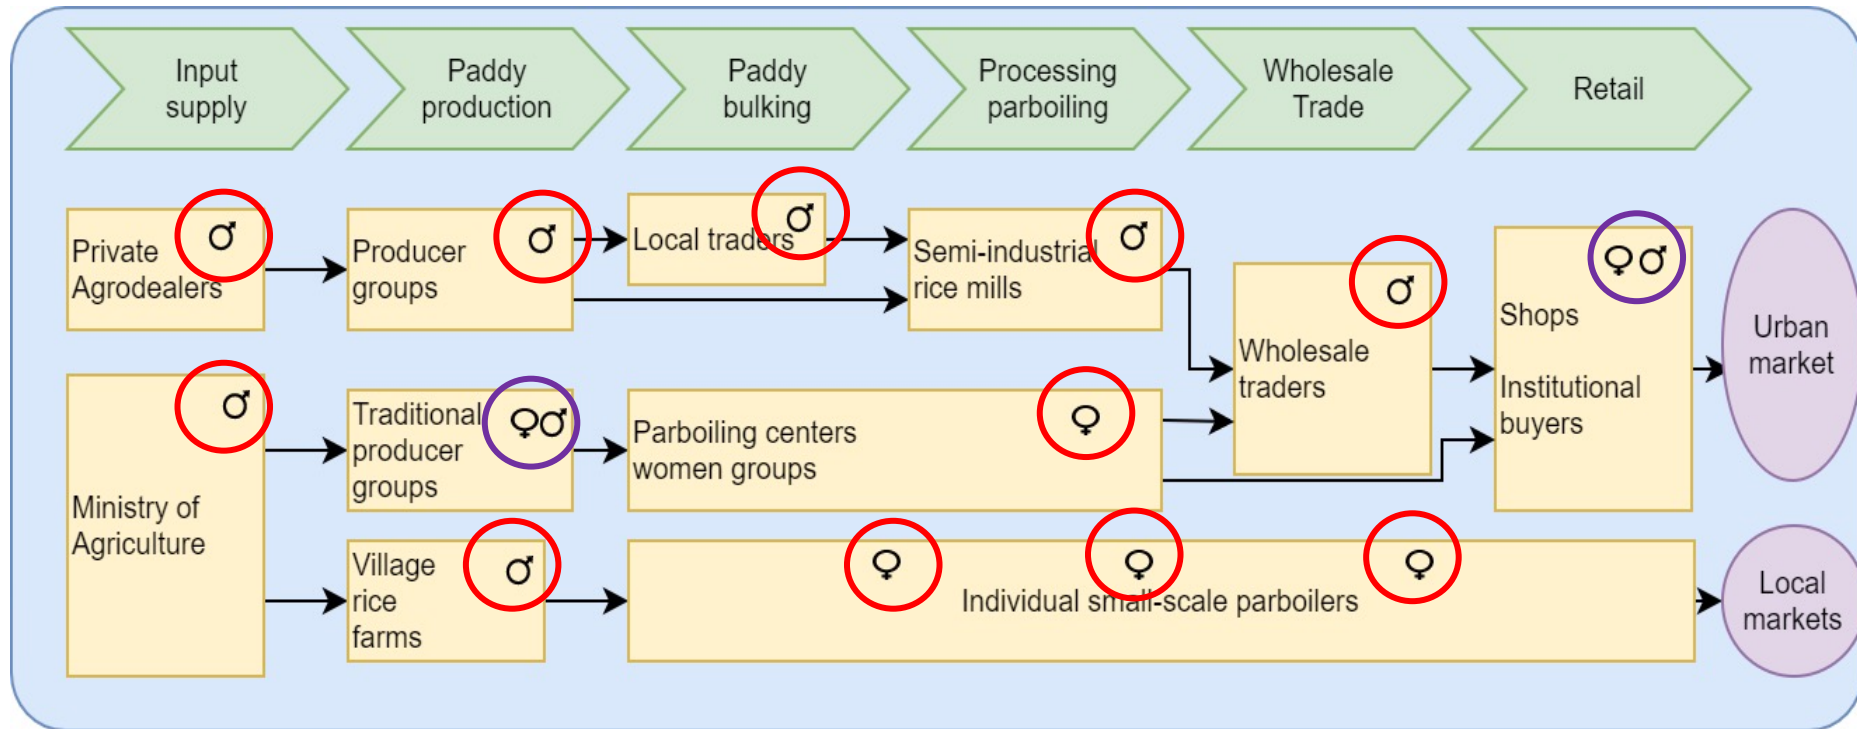 Input
supply
Paddy
production
Paddy
bulking
Processing
parboiling
Wholesale
Trade
Retail
Private
Agrodealers
♂
Producer
groups
♂
Local traders
♂
Semi-industrial
rice mills
♂
Wholesale
traders
♂
Shops
Institutional
buyers
♀♂
Urban
market
Ministry of
Agriculture
♂
Traditional
producer
groups
♀♂
Parboiling centers
women groups
♀
Village
rice
farms
♂
♀ ♀ ♀
Individual small-scale parboilers
Local
markets